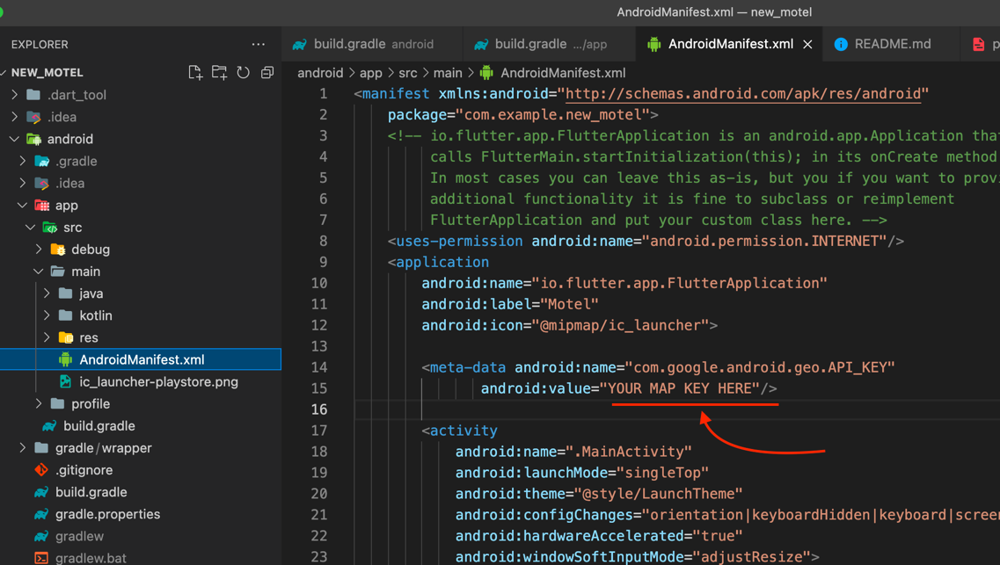 AndroidManifest.xml — new_motel
EXPLORER
NEW_MOTEL
.dart_tool
.idea
android
.gradle
.idea
app
src
debug
main
java
kotlin
res
AndroidManifest.xml
ic_launcher-playstore.png
profile
build.gradle
gradle/wrapper
.gitignore
build.gradle
gradle.properties
gradlew
gradlew.bat
build.gradle android
build.gradle .../app
AndroidManifest.xml
README.md
p
android > app > src > main > AndroidManifest.xml
1 <manifest xmlns:android="http://schemas.android.com/apk/res/android"
2 package="com.example.new_motel">
3 <!-- io.flutter.app.FlutterApplication is an android.app.Application tha
4 calls FlutterMain.startInitialization(this); in its onCreate method
5 In most cases you can leave this as-is, but you if you want to provi
6 additional functionality it is fine to subclass or reimplement
7 FlutterApplication and put your custom class here. -->
8 <uses-permission android:name="android.permission.INTERNET"/>
9 <application
10 android:name="io.flutter.app.FlutterApplication"
11 android:label="Motel"
12 android:icon="@mipmap/ic_launcher">
13
14 <meta-data android:name="com.google.android.geo.API_KEY"
15 android:value="YOUR MAP KEY HERE"/>
16
17 <activity
18 android:name=".MainActivity"
19 android:launchMode="singleTop"
20 android:theme="@style/LaunchTheme"
21 android:configChanges="orientation|keyboardHidden|keyboard|screen
22 android:hardwareAccelerated="true"
23 android:windowSoftInputMode="adjustResize">